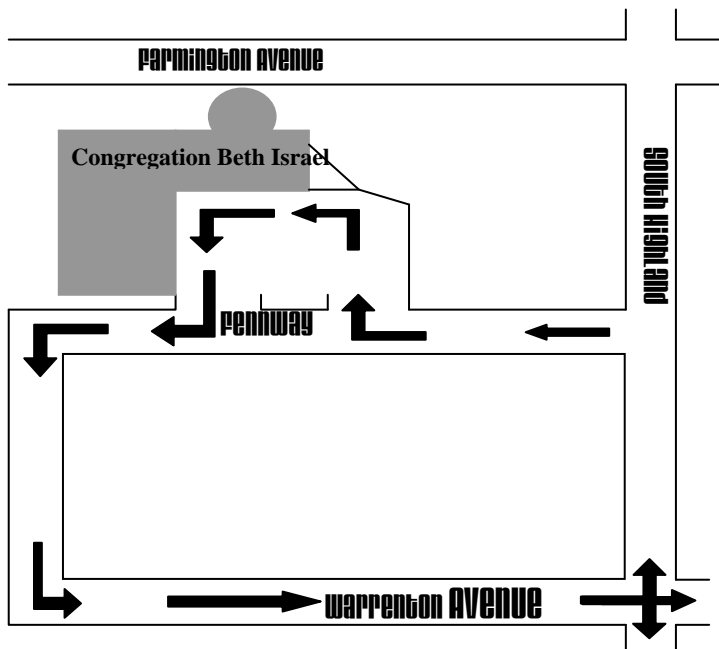 Farmington Avenue
Congregation Beth Israel
South Highland
Fennway
Warrenton AVENUE